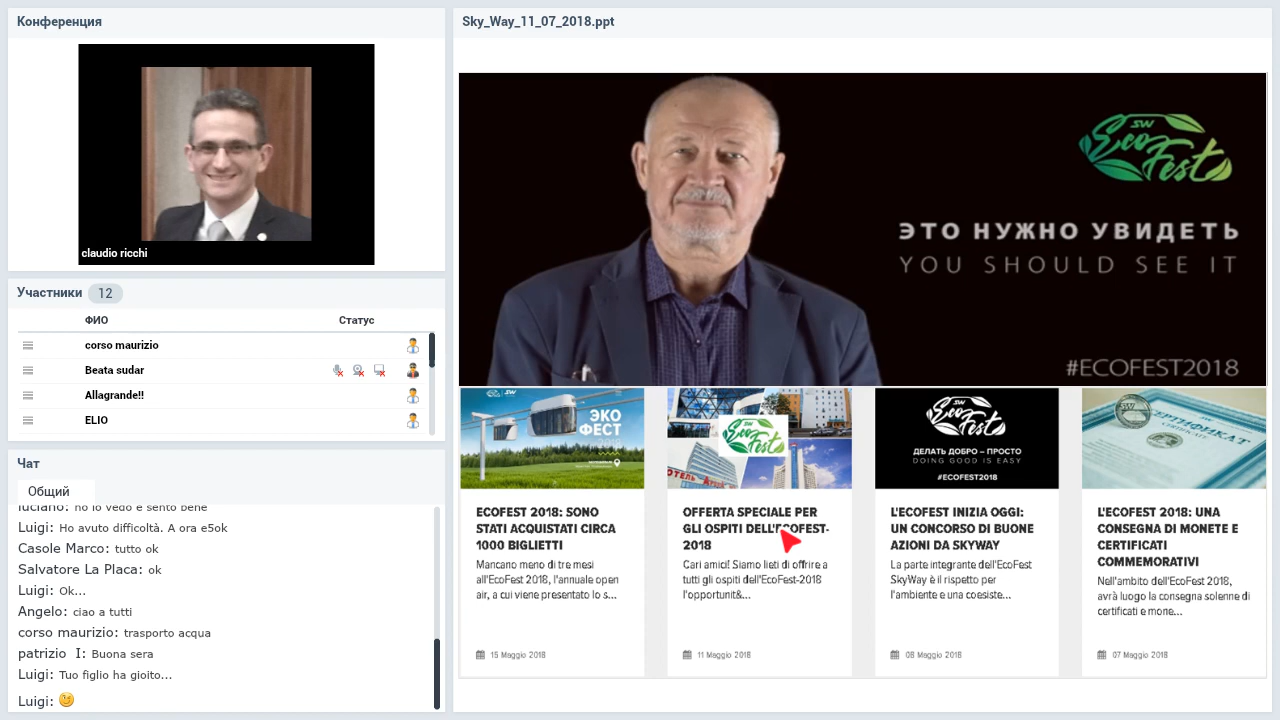 Конференция
claudio ricchi
Участники 12
ФИО Статус
corso maurizio
Beata sudar
Allagrande!!
ELIO
Чат
Общий
luciano: no io vedo e sento bene
Luigi: Ho avuto difficoltà. A ora e5ok
Casole Marco: tutto ok
Salvatore La Placa: ok
Luigi: Ok...
Angelo: ciao a tutti
corso maurizio: trasporto acqua
patrizio I: Buona sera
Luigi: Tuo figlio ha gioito...
Luigi:
Sky_Way_11_07_2018.ppt
SW
Eco
Fest
ЭТО НУЖНО УВИДЕТЬ
YOU SHOULD SEE IT
#ECOFEST2018
ЭКО
ФЕСТ
2018
ECOFEST 2018: SONO
STATI ACQUISTATI CIRCA
1000 BIGLIETTI
Mancano meno di tre mesi
all'EcoFest 2018, l'annuale open
air, a cui viene presentato lo s...
15 Maggio 2018
SW
Eco
Fest
OFFERTA SPECIALE PER
GLI OSPITI DELL'ECOFEST-
2018
Cari amici! Siamo lieti di offrire a
tutti gli ospiti dell'EcoFest-2018
l'opportunit&...
11 Maggio 2018
SW
Eco
Fest
ДЕЛАТЬ ДОБРО – ПРОСТО
DOING GOOD IS EASY
#ECOFEST2018
L'ECOFEST INIZIA OGGI:
UN CONCORSO DI BUONE
AZIONI DA SKYWAY
La parte integrante dell'EcoFest
SkyWay è il rispetto per
l'ambiente e una coesiste...
08 Maggio 2018
СЕРТИФИКАТ
CERTIFICATE
L'ECOFEST 2018: UNA
CONSEGNA DI MONETE E
CERTIFICATI
COMMEMORATIVI
Nell'ambito dell'EcoFest 2018,
avrà luogo la consegna solenne di
certificati e mone...
07 Maggio 2018